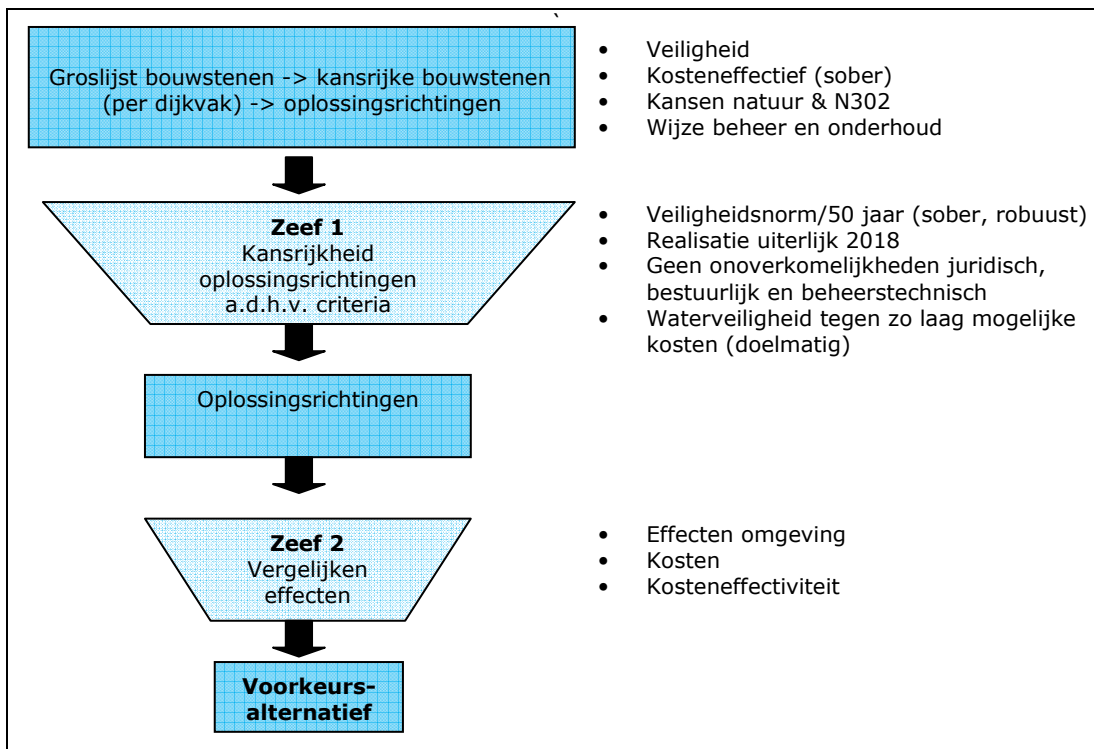 Groslijst bouwstenen -> kansrijke bouwstenen
(per dijkvak) -> oplossingsrichtingen
• Veiligheid
• Kosteneffectief (sober)
• Kansen natuur & N302
• Wijze beheer en onderhoud
Zeef 1
Kansrijkheid
oplossingsrichtingen
a.d.h.v. criteria
• Veiligheidsnorm/50 jaar (sober, robuust)
• Realisatie uiterlijk 2018
• Geen onoverkomelijkheden juridisch,
bestuurlijk en beheerstechnisch
• Waterveiligheid tegen zo laag mogelijke
kosten (doelmatig)
Oplossingsrichtingen
Zeef 2
Vergelijken
effecten
• Effecten omgeving
• Kosten
• Kosteneffectiviteit
Voorkeurs-
alternatief